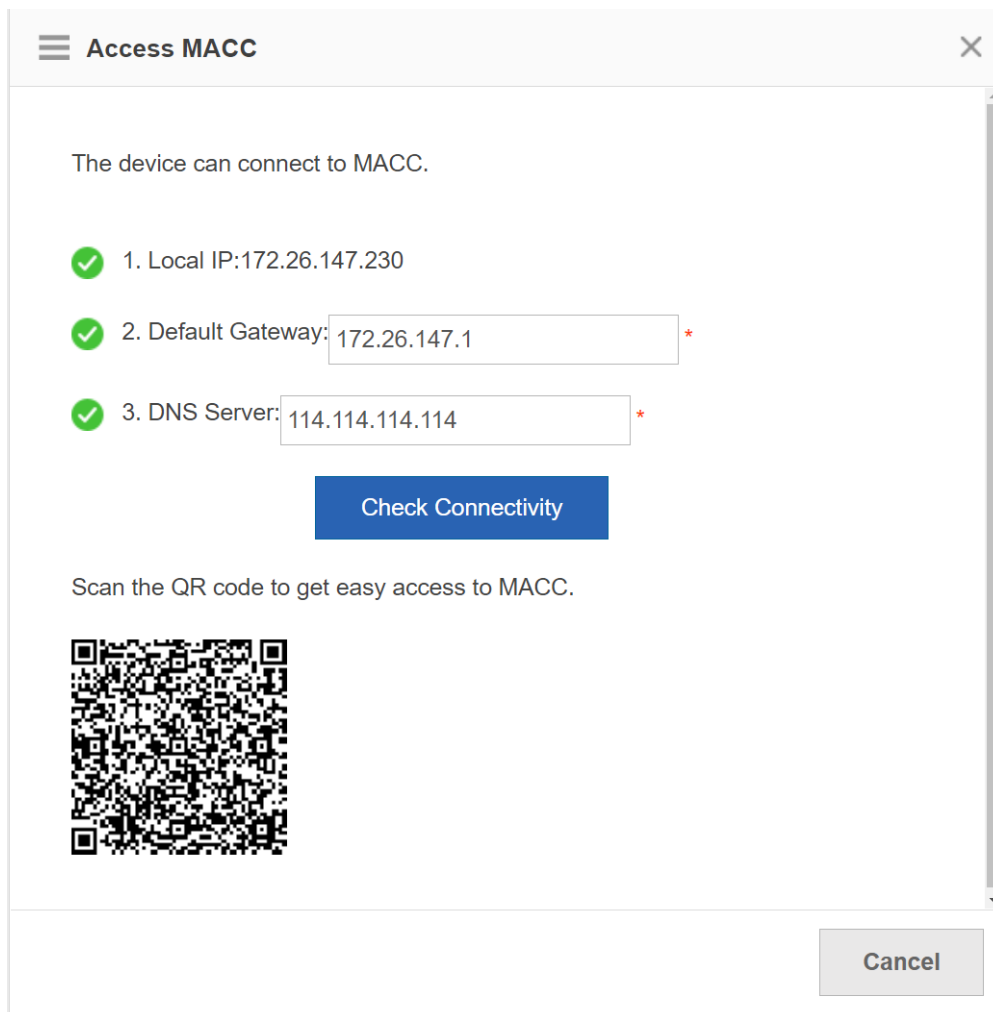 Access MACC
The device can connect to MACC.
1. Local IP:172.26.147.230
2. Default Gateway: 172.26.147.1 *
3. DNS Server: 114.114.114.114 *
Check Connectivity
Scan the QR code to get easy access to MACC.
Cancel